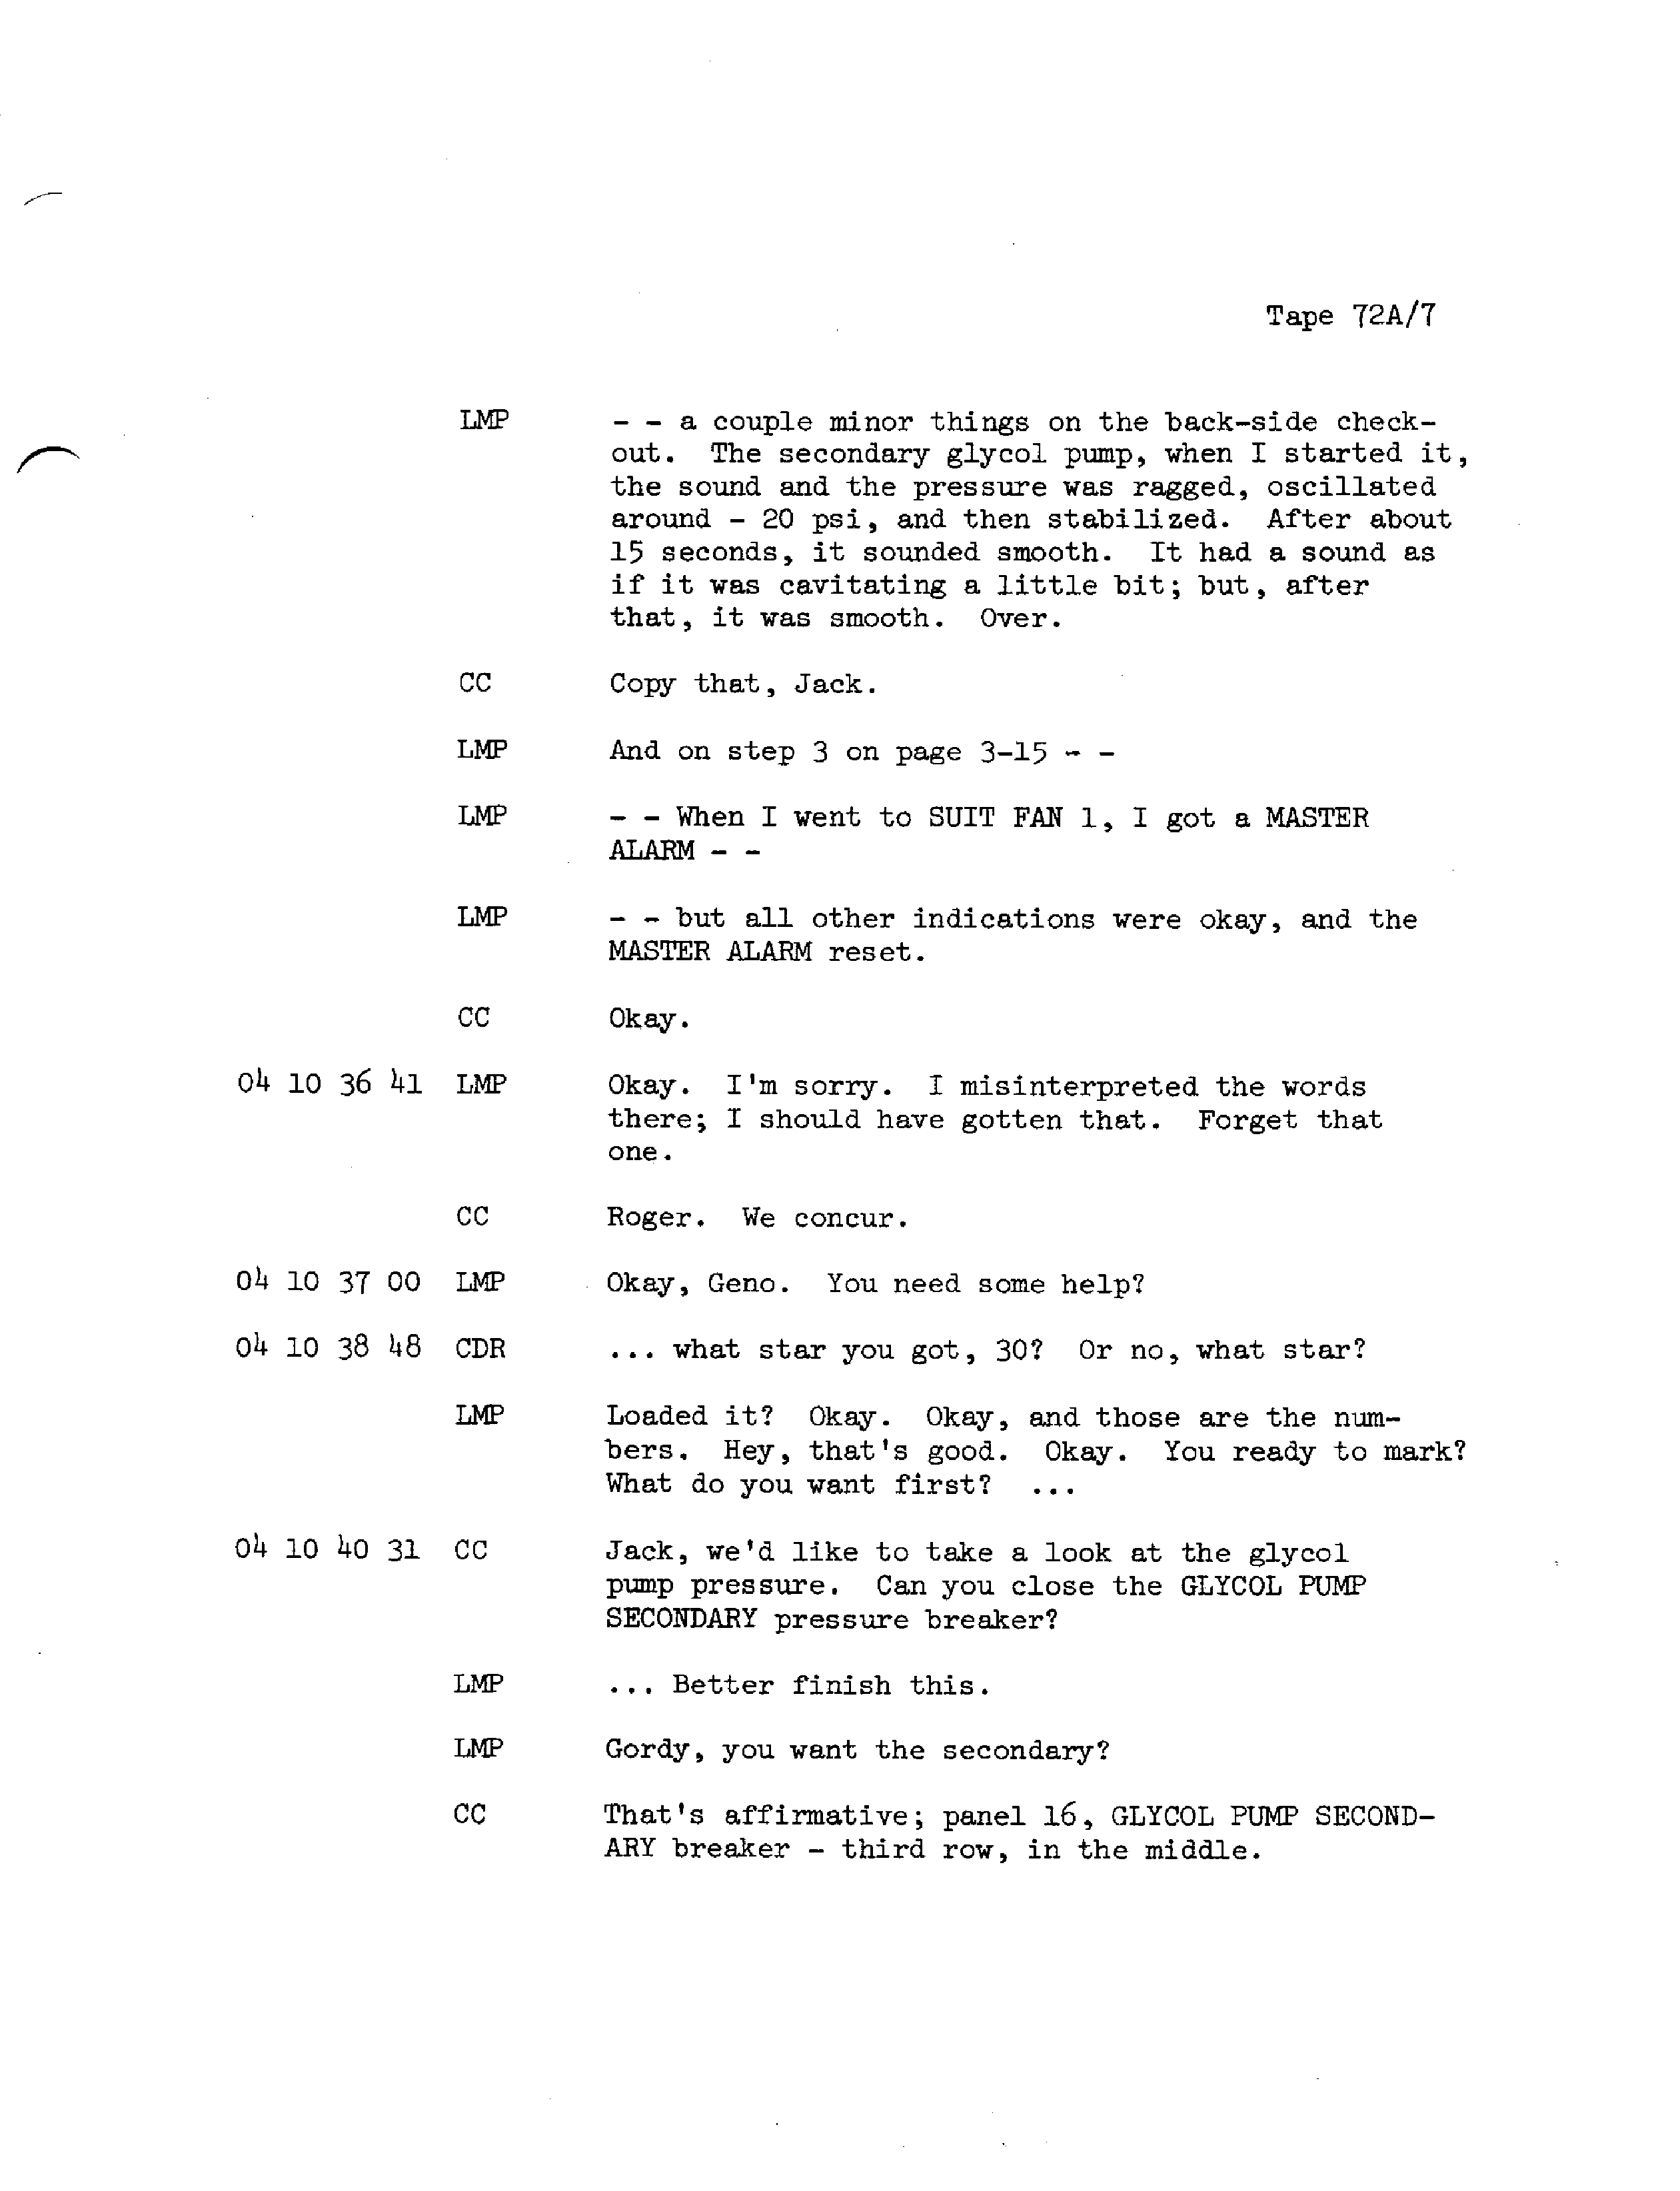 Tape 72A/7
LMP - - a couple minor things on the back-side check-
out. The secondary glycol pump, when I started it,
the sound and the pressure was ragged, oscillated
around - 20 psi, and then stabilized. After about
15 seconds, it sounded smooth. It had a sound as
if it was cavitating a little bit; but, after
that, it was smooth. Over.
CC Copy that, Jack.
LMP And on step 3 on page 3-15 - -
LMP - - When I went to SUIT FAN 1, I got a MASTER
ALARM - -
LMP - - but all other indications were okay, and the
MASTER ALARM reset.
CC Okay.
04 10 36 41 LMP Okay. I'm sorry. I misinterpreted the words
there; I should have gotten that. Forget that
one.
CC Roger. We concur.
04 10 37 00 LMP Okay, Geno. You need some help?
04 10 38 48 CDR ... what star you got, 30? Or no, what star?
LMP Loaded it? Okay. Okay, and those are the num-
bers. Hey, that's good. Okay. You ready to mark?
What do you want first? ...
04 10 40 31 CC Jack, we'd like to take a look at the glycol
pump pressure. Can you close the GLYCOL PUMP
SECONDARY pressure breaker?
LMP ... Better finish this.
LMP Gordy, you want the secondary?
CC That's affirmative; panel 16, GLYCOL PUMP SECOND-
ARY breaker - third row, in the middle.